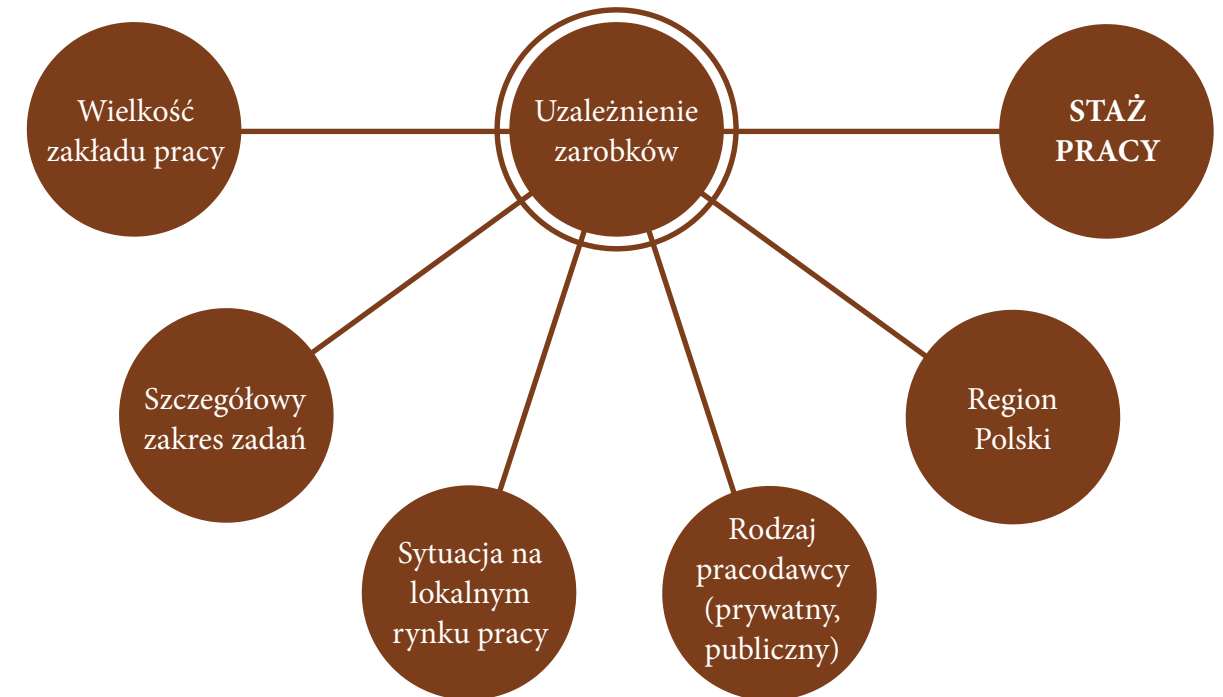 Wielkość
zakładu pracy
Uzależnienie
zarobków
STAŻ
PRACY
Szczegółowy
zakres zadań
Region
Polski
Sytuacja na
lokalnym
rynku pracy
Rodzaj
pracodawcy
(prywatny,
publiczny)